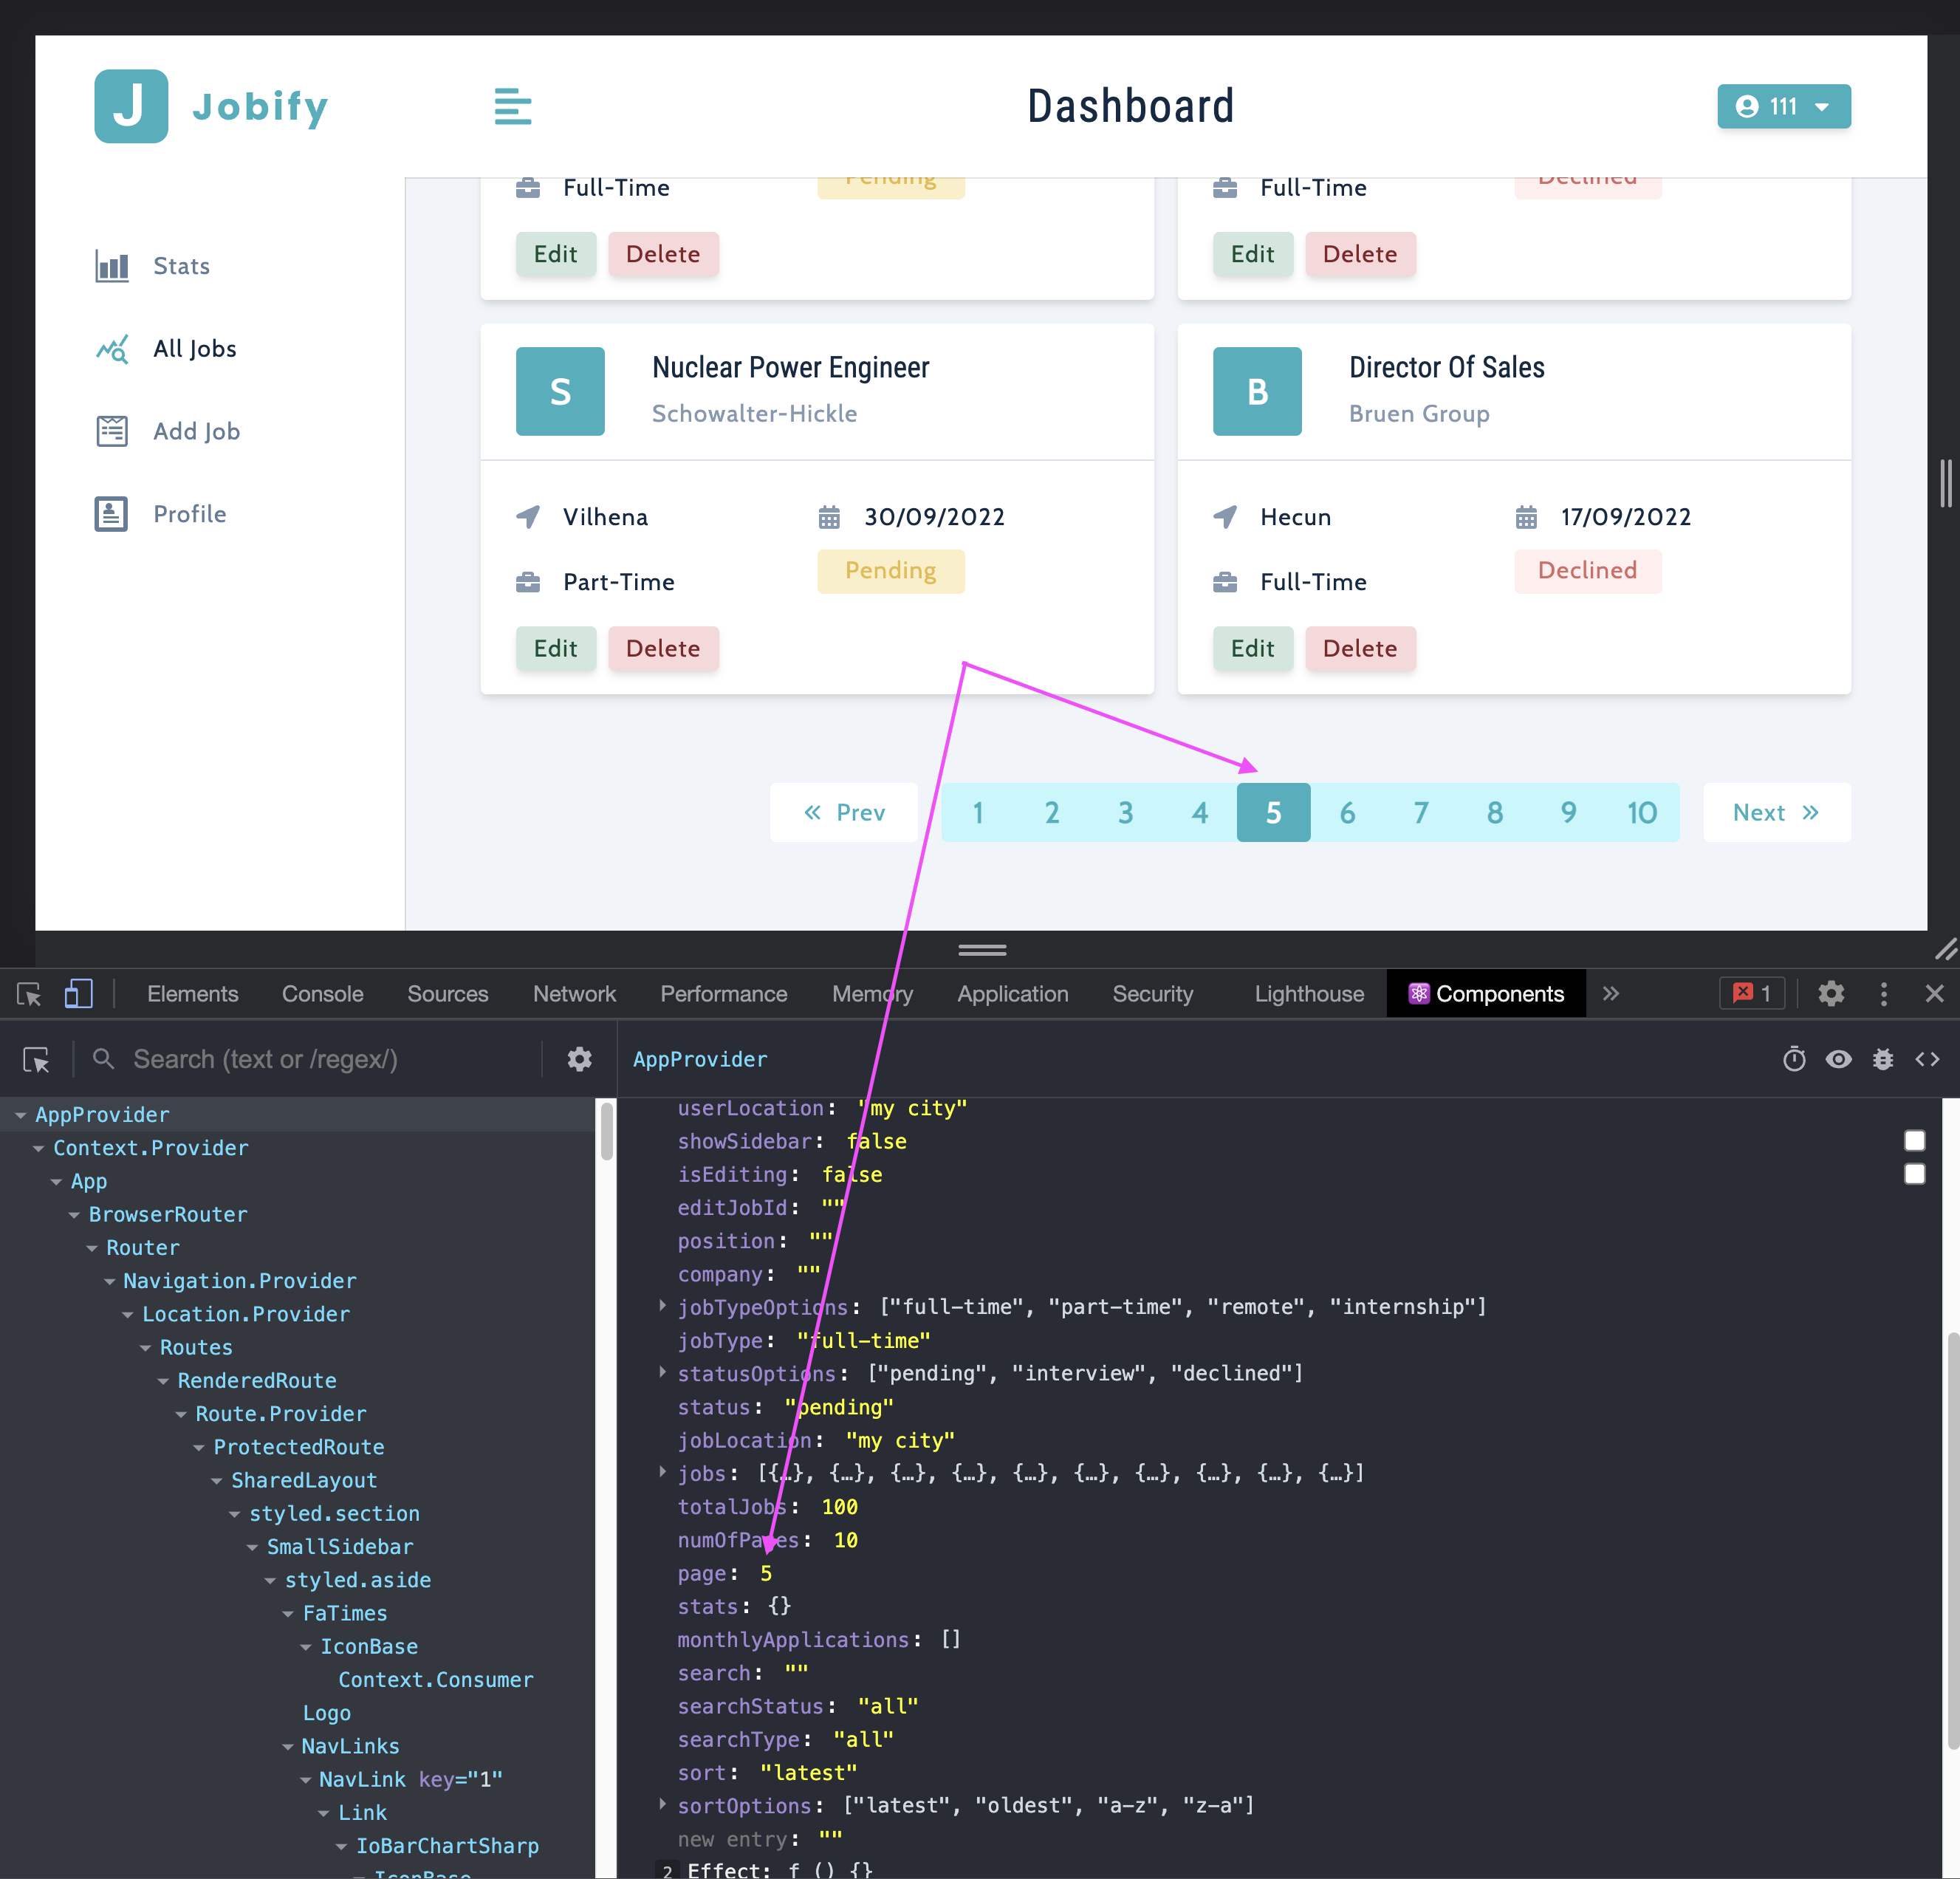 J Jobify Dashboard 111
Full-Time Pending Full-Time Declined
Edit Delete Edit Delete
Stats
All Jobs
Add Job
Profile
S Nuclear Power Engineer
Schowalter-Hickle
Vilhena 30/09/2022
Part-Time Pending
Edit Delete
B Director Of Sales
Bruen Group
Hecun 17/09/2022
Full-Time Declined
Edit Delete
« Prev 1 2 3 4 5 6 7 8 9 10 Next »
Elements Console Sources Network Performance Memory Application Security Lighthouse Components » 1
Search (text or /regex/)
AppProvider
AppProvider
Context.Provider
App
BrowserRouter
Router
Navigation.Provider
Location.Provider
Routes
RenderedRoute
Route.Provider
ProtectedRoute
SharedLayout
styled.section
SmallSidebar
styled.aside
FaTimes
IconBase
Context.Consumer
Logo
NavLinks
NavLink key="1"
Link
IoBarChartSharp
IconBase
userLocation: "my city"
showSidebar: false
isEditing: false
editJobId: ""
position: ""
company: ""
jobTypeOptions: ["full-time", "part-time", "remote", "internship"]
jobType: "full-time"
statusOptions: ["pending", "interview", "declined"]
status: "pending"
jobLocation: "my city"
jobs: [{…}, {…}, {…}, {…}, {…}, {…}, {…}, {…}, {…}, {…}]
totalJobs: 100
numOfPages: 10
page: 5
stats: {}
monthlyApplications: []
search: ""
searchStatus: "all"
searchType: "all"
sort: "latest"
sortOptions: ["latest", "oldest", "a-z", "z-a"]
new entry: ""
2 Effect: f () {}